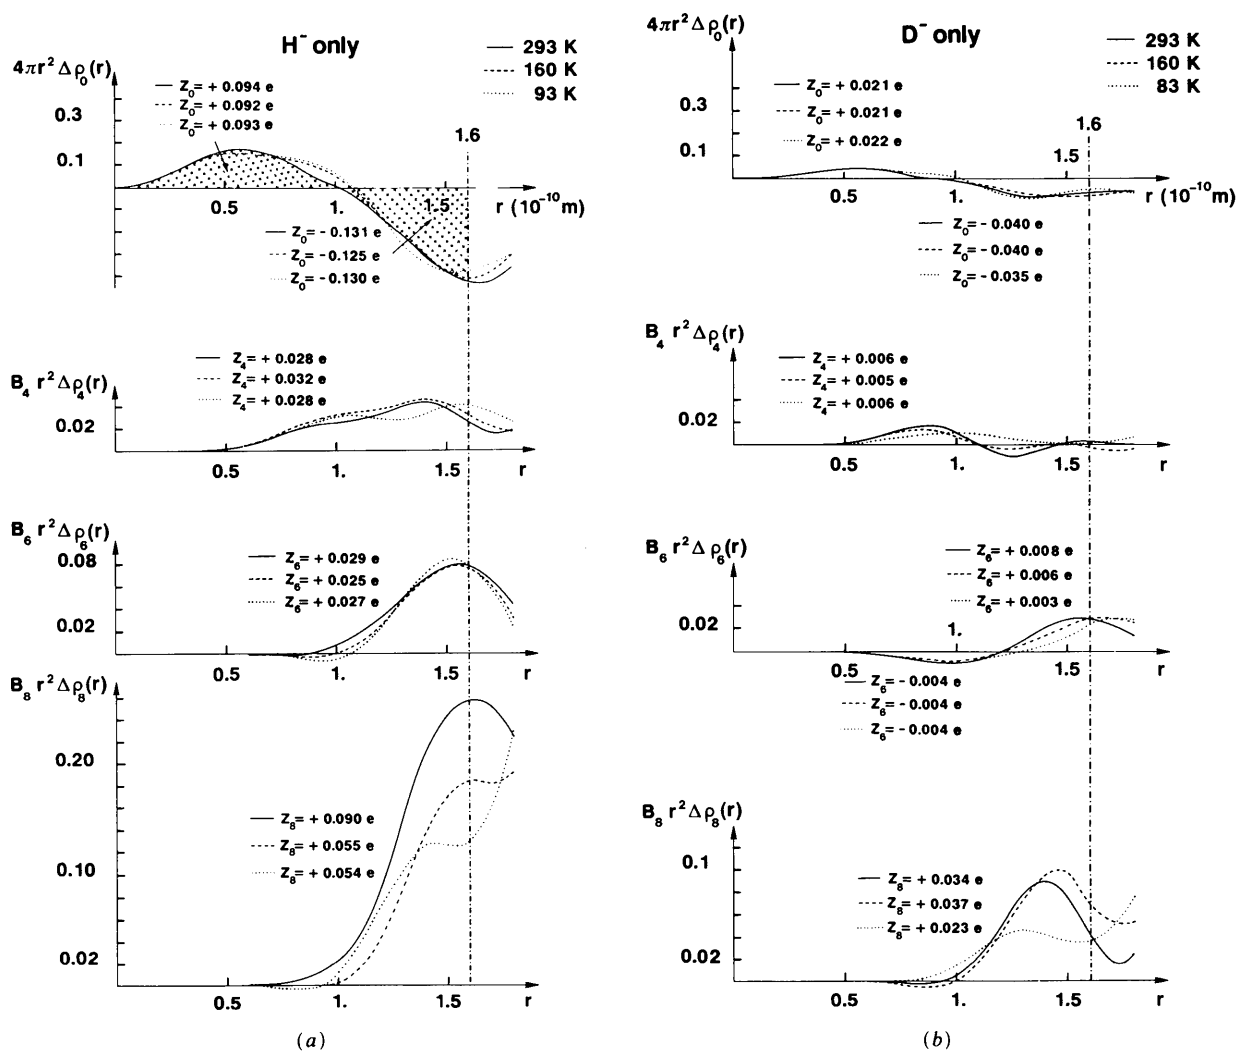 H⁻ only
293 K
160 K
93 K
4πr²Δρ₀(r)
Z₀= + 0.094 e
Z₀= + 0.092 e
Z₀= + 0.093 e
0.3
0.1
1.6
0.5
1.
1.5
r (10⁻¹⁰m)
Z₀= - 0.131 e
Z₀= - 0.125 e
Z₀= - 0.130 e
B₄ r²Δρ₄(r)
Z₄= + 0.028 e
Z₄= + 0.032 e
Z₄= + 0.028 e
0.02
0.5
1.
1.5
r
B₆ r²Δρ₆(r)
0.08
0.02
Z₆= + 0.029 e
Z₆= + 0.025 e
Z₆= + 0.027 e
0.5
1.
1.5
r
B₈ r²Δρ₈(r)
0.20
0.10
0.02
Z₈= + 0.090 e
Z₈= + 0.055 e
Z₈= + 0.054 e
0.5
1.
1.5
r
(a)
D⁻ only
293 K
160 K
83 K
4πr²Δρ₀(r)
Z₀= + 0.021 e
Z₀= + 0.021 e
Z₀= + 0.022 e
0.3
0.1
1.6
1.5
0.5
1.
r (10⁻¹⁰m)
Z₀= - 0.040 e
Z₀= - 0.040 e
Z₀= - 0.035 e
B₄ r²Δρ₄(r)
Z₄= + 0.006 e
Z₄= + 0.005 e
Z₄= + 0.006 e
0.02
0.5
1.
1.5
r
B₆ r²Δρ₆(r)
Z₆= + 0.008 e
Z₆= + 0.006 e
Z₆= + 0.003 e
0.02
1.
0.5
1.5
r
Z₆= - 0.004 e
Z₆= - 0.004 e
Z₆= - 0.004 e
B₈ r²Δρ₈(r)
0.1
0.02
Z₈= + 0.034 e
Z₈= + 0.037 e
Z₈= + 0.023 e
0.5
1.
1.5
r
(b)